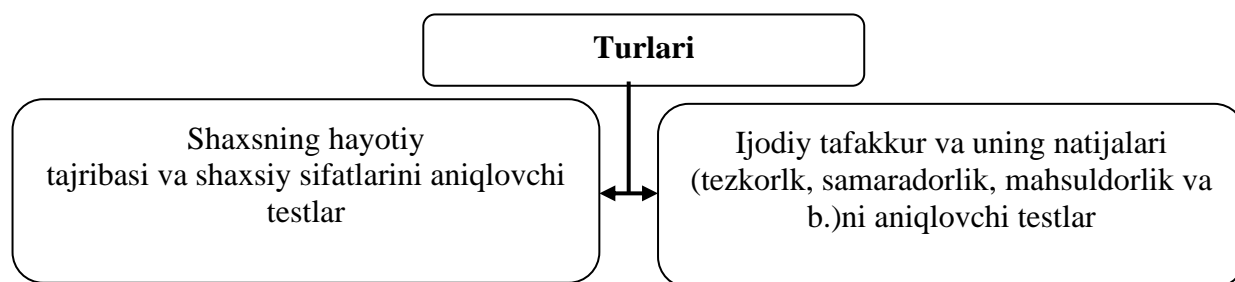 Turlari
Shaxsning hayotiy
tajribasi va shaxsiy sifatlarini aniqlovchi
testlar
Ijodiy tafakkur va uning natijalari
(tezkorlk, samaradorlik, mahsuldorlik va
b.)ni aniqlovchi testlar